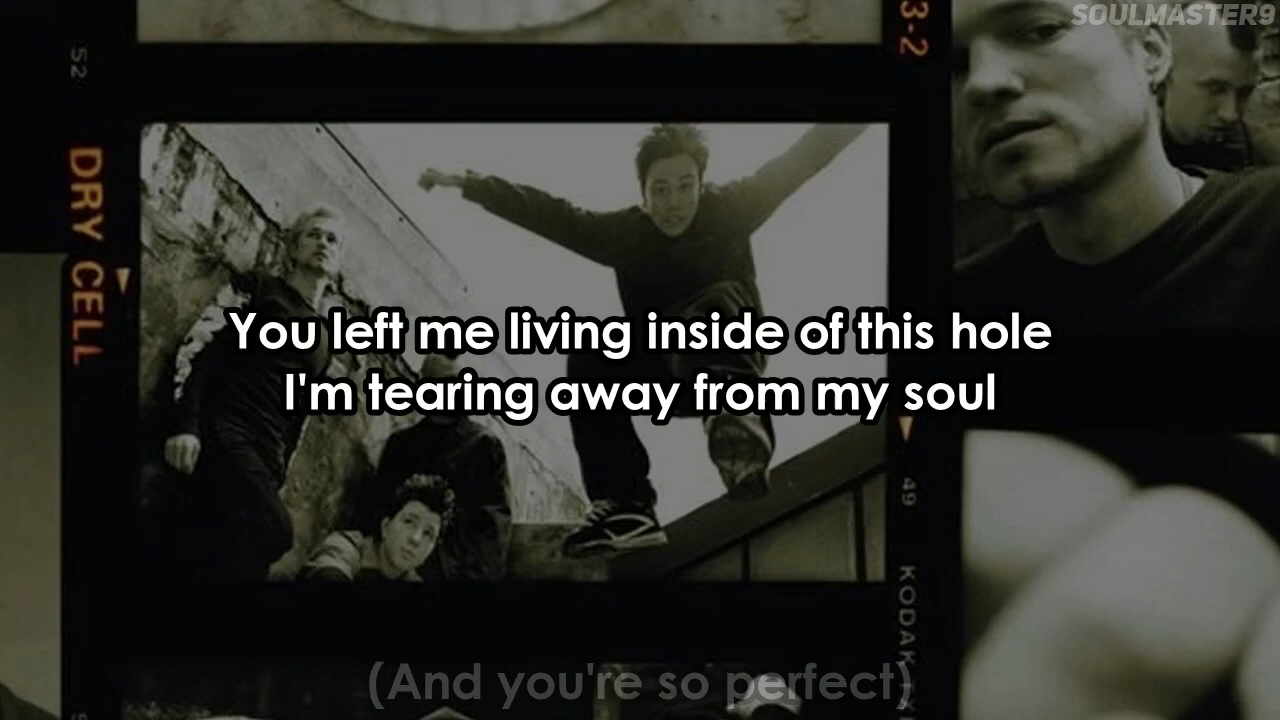 SOULMASTER9
3-2
52
DRY CELL
You left me living inside of this hole
I'm tearing away from my soul
49
KODAK
(And you're so perfect)